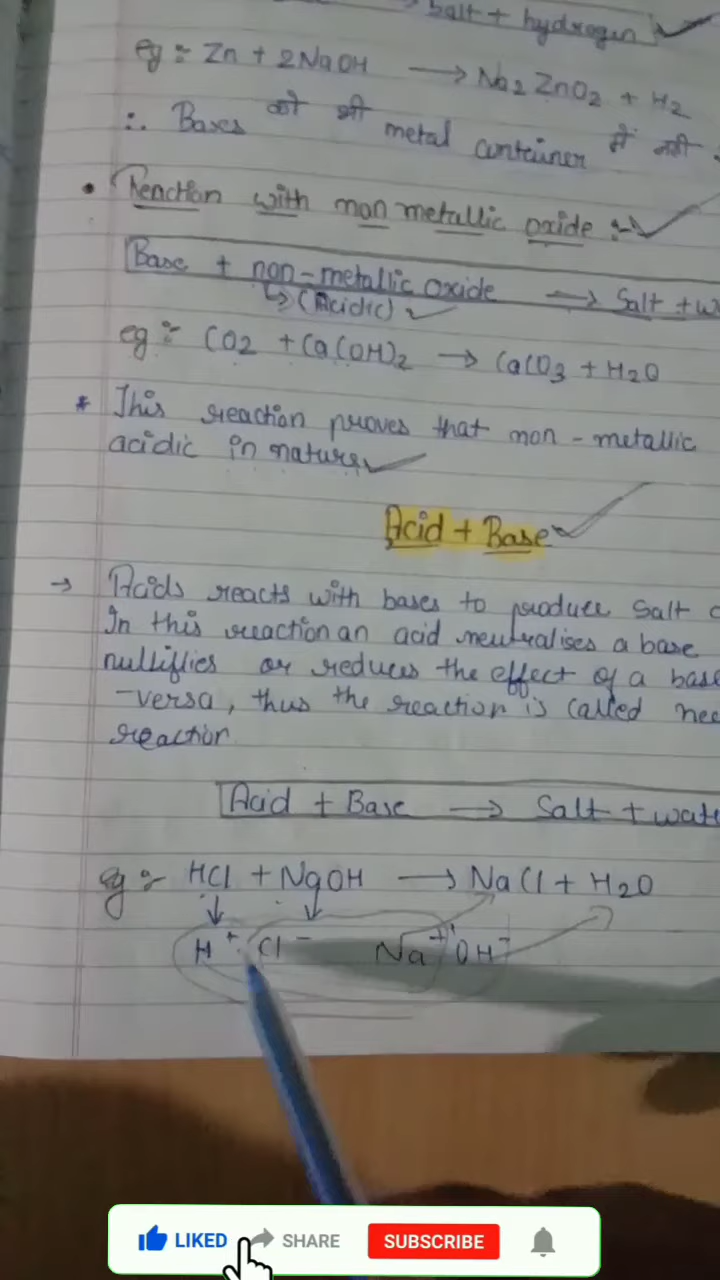 Salt + hydrogen
eg :- Zn + 2NaOH → Na2ZnO2 + H2
∴ Bases को भी metal container में नहीं
• Reaction with non metallic oxide :-
Base + non-metallic oxide → Salt + w
↳ (Acidic)
eg :- CO2 + Ca(OH)2 → CaCO3 + H2O
* This reaction proves that non-metallic
acidic in nature
Acid + Base
→ Acids reacts with bases to produce Salt
In this reaction an acid neutralises a base
nullifies or reduces the effect of a base
-versa, thus the reaction is called neu
reaction
Acid + Base → Salt + wate
eg :- HCl + NaOH → NaCl + H2O
H+ Cl- Na+ OH-
LIKED SHARE SUBSCRIBE